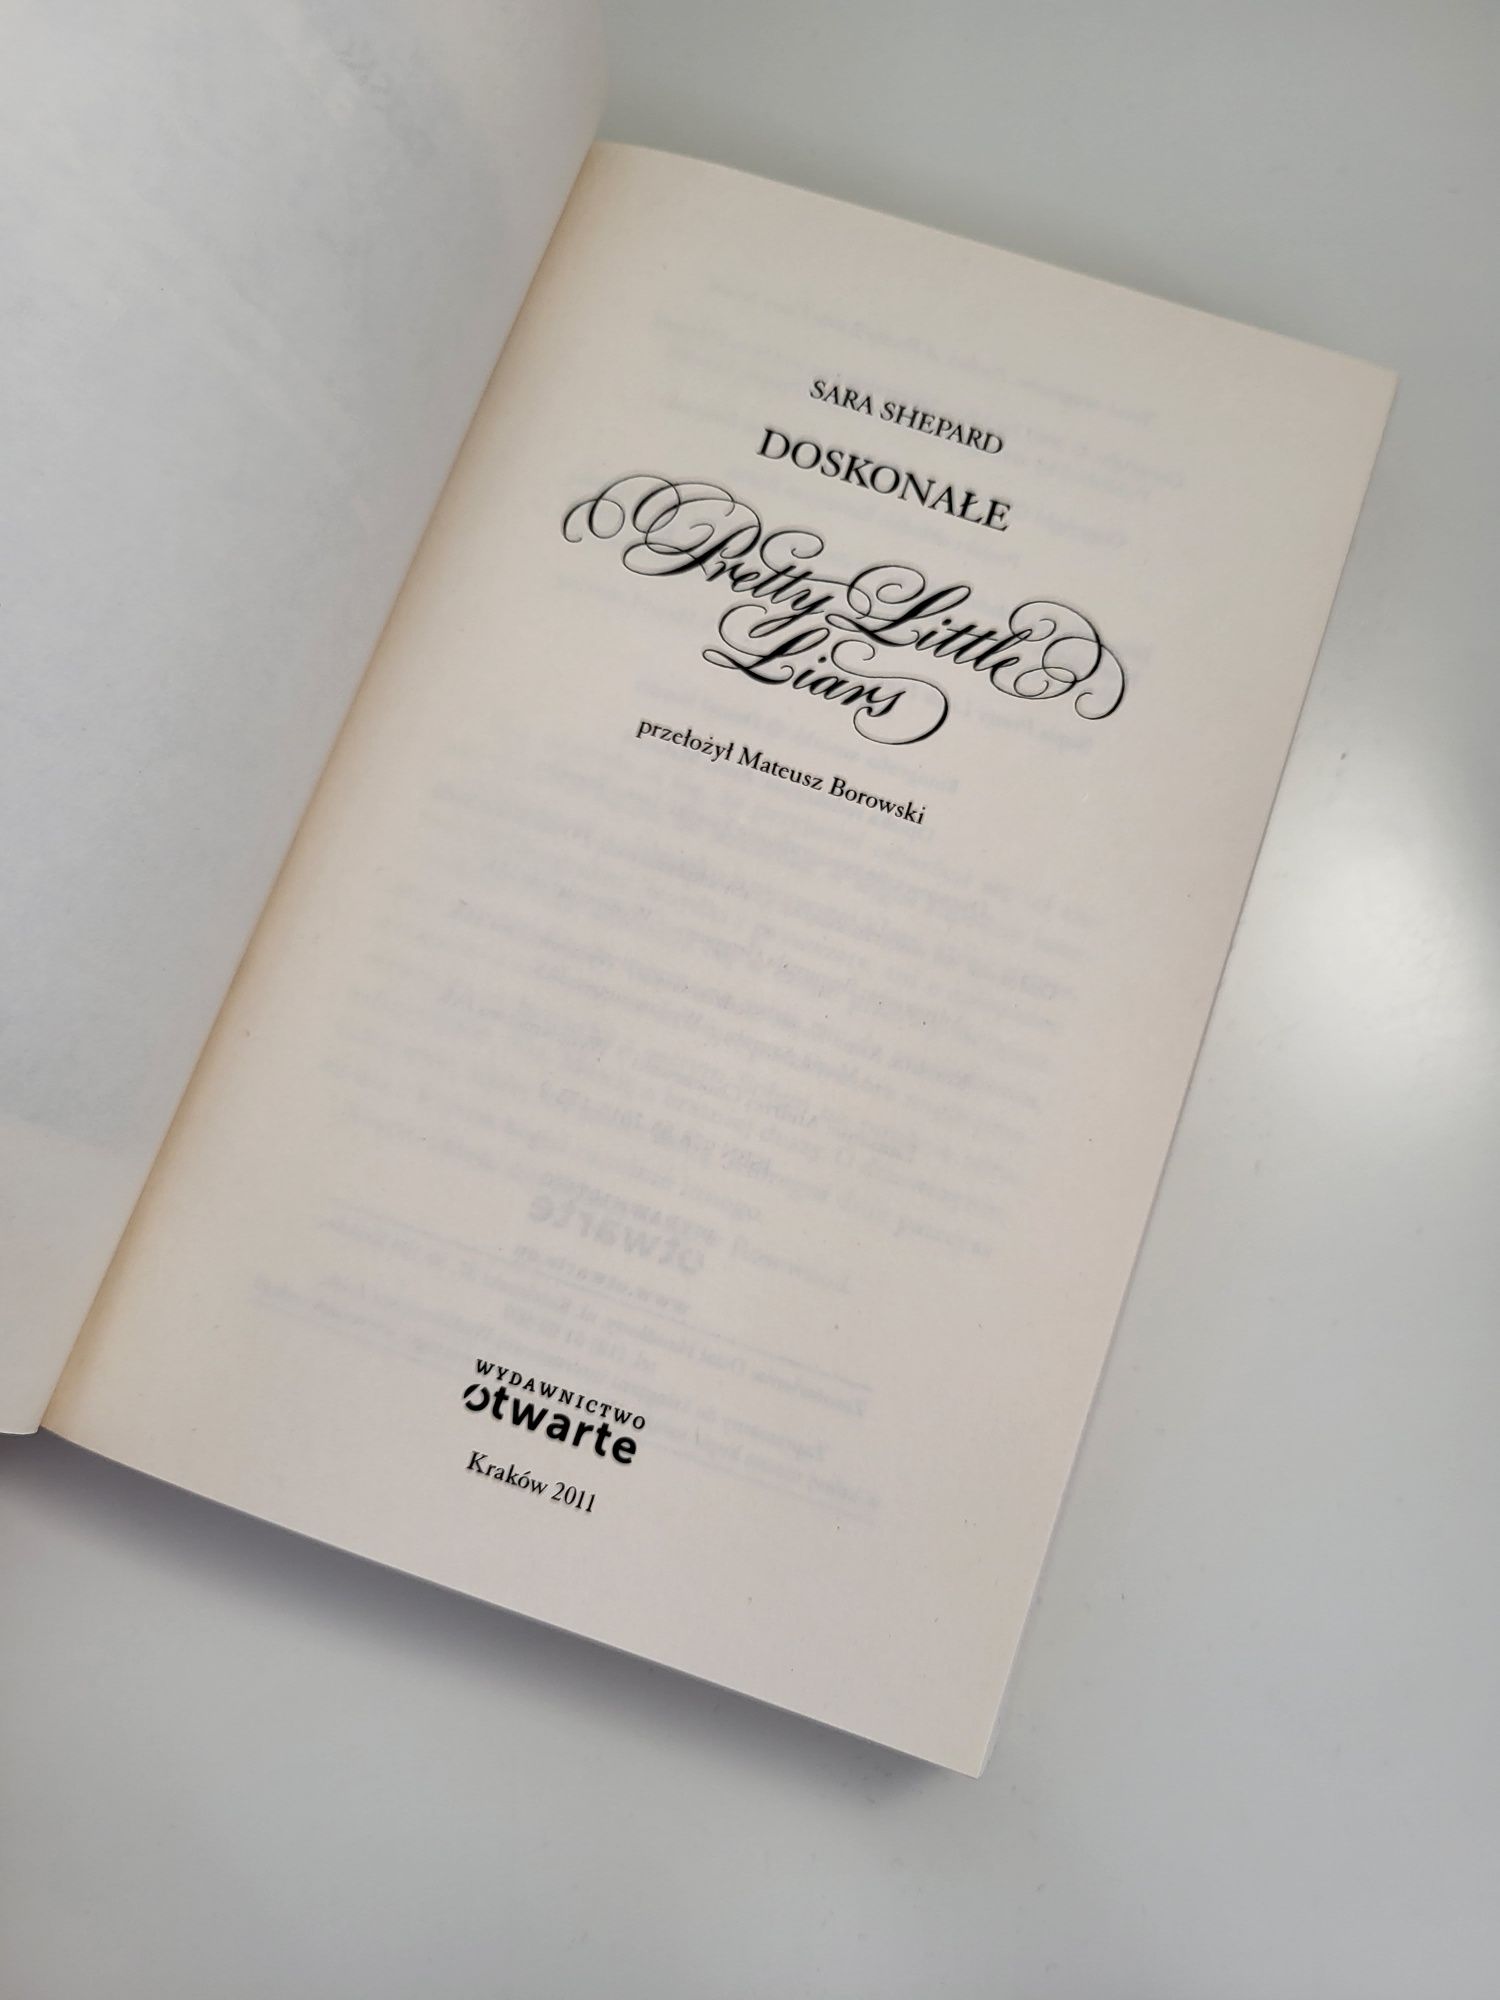 SARA SHEPARD
DOSKONAŁE
Pretty Little
Liars
przełożył Mateusz Borowski
WYDAWNICTWO
otwarte
Kraków 2011